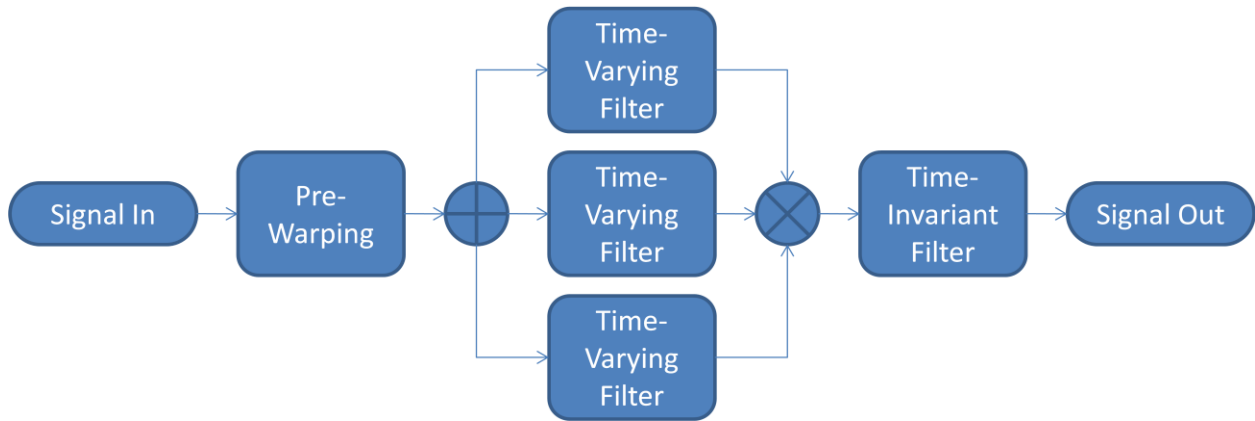 Signal In
Pre-
Warping
Time-
Varying
Filter
Time-
Varying
Filter
Time-
Varying
Filter
Time-
Invariant
Filter
Signal Out